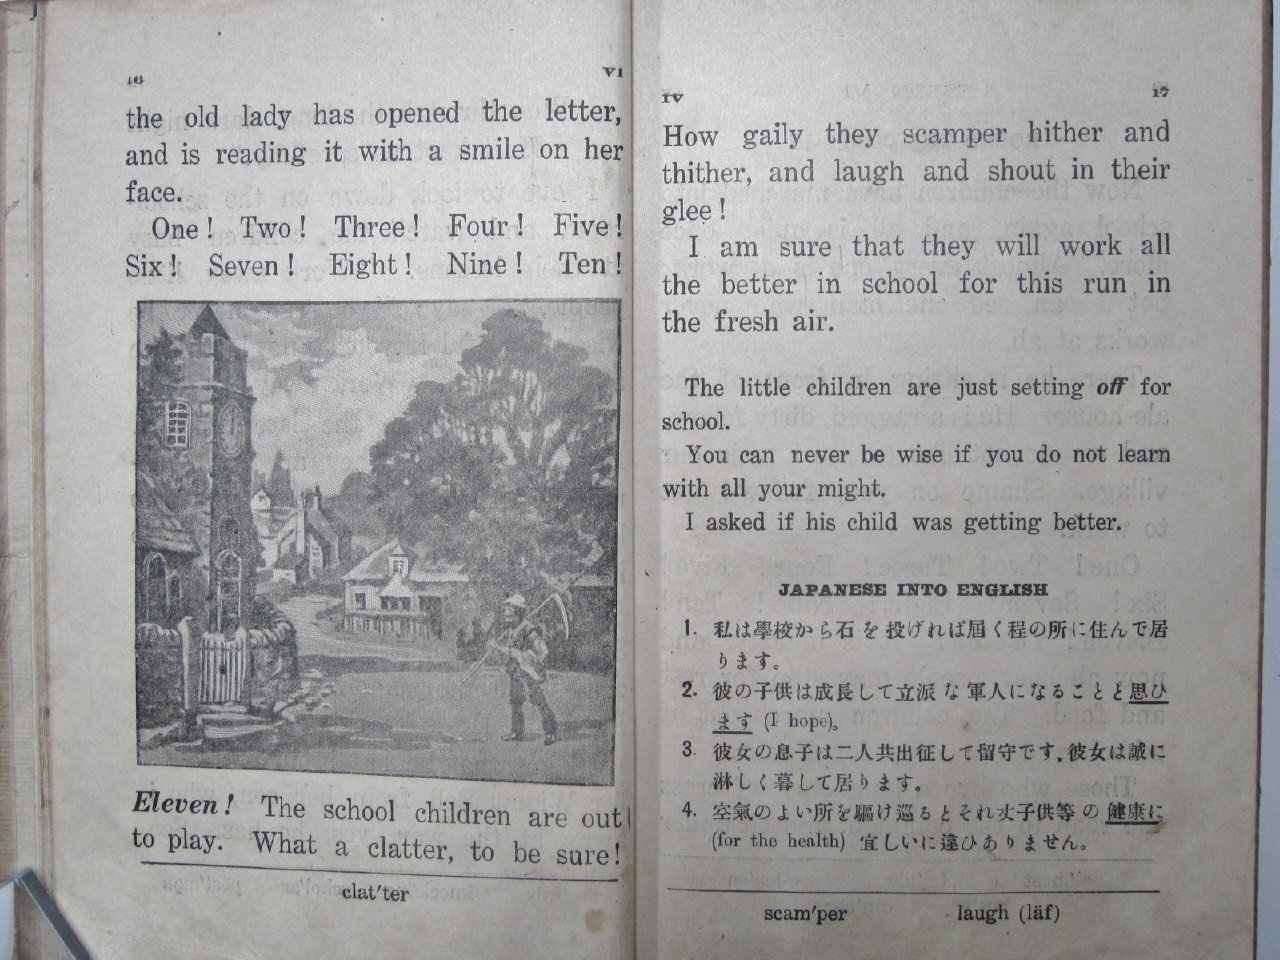 16 VI
the old lady has opened the letter,
and is reading it with a smile on her
face.
One! Two! Three! Four! Five!
Six! Seven! Eight! Nine! Ten!
Eleven! The school children are out
to play. What a clatter, to be sure!
clat′ter
IV 17
How gaily they scamper hither and
thither, and laugh and shout in their
glee!
I am sure that they will work all
the better in school for this run in
the fresh air.
The little children are just setting off for
school.
You can never be wise if you do not learn
with all your might.
I asked if his child was getting better.
JAPANESE INTO ENGLISH
1. 私は學校から石を投げれば屆く程の所に住んで居
ります。
2. 彼の子供は成長して立派な軍人になることと思ひ
ます (I hope)。
3. 彼女の息子は二人共出征して留守です。彼女は誠に
淋しく暮して居ります。
4. 空氣のよい所を驅け巡るとそれ丈子供等の健康に
(for the health) 宜しいに違ひありません。
scam′per laugh (läf)